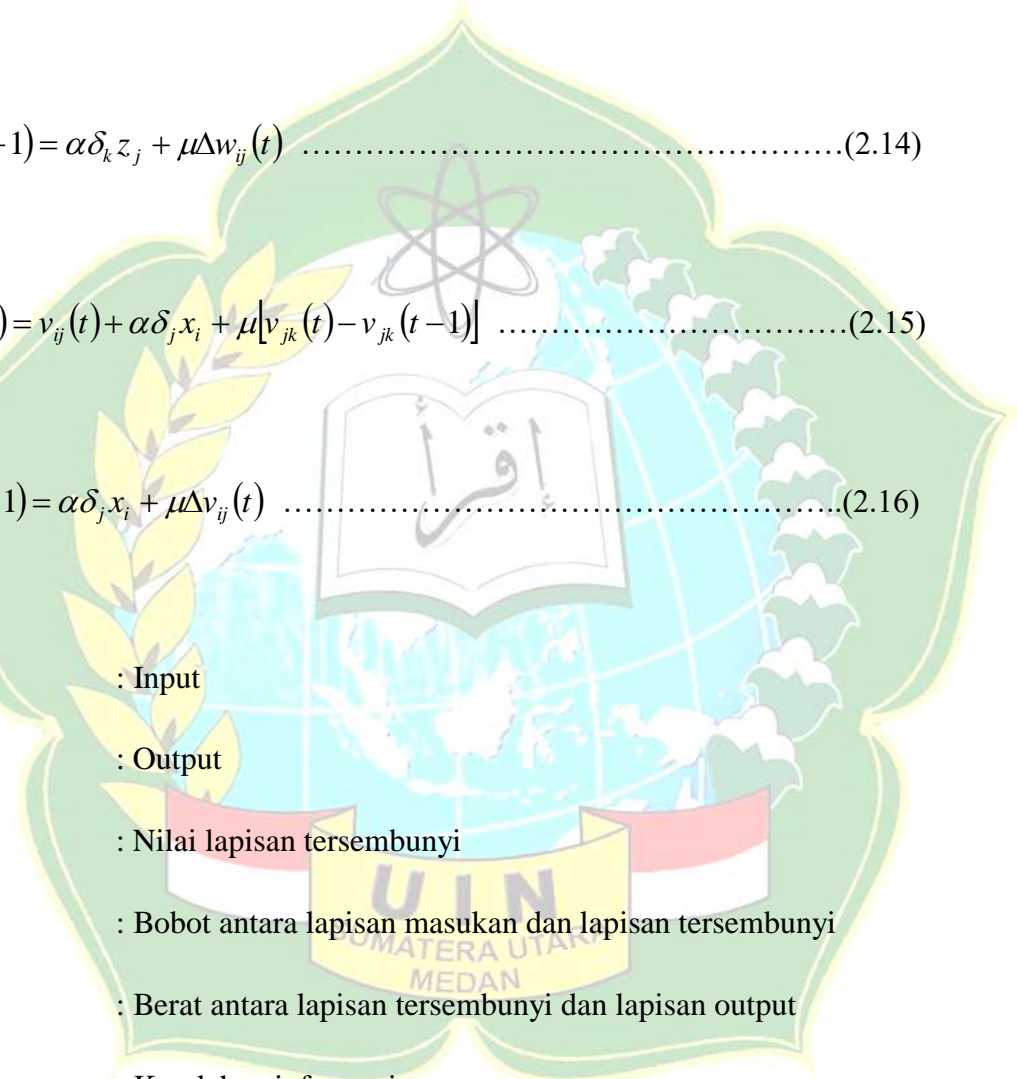 -1) = αδ_k z_j + μΔw_ij(t) ……………………………………………(2.14)
) = v_ij(t) + αδ_j x_i + μ[v_jk(t) − v_jk(t − 1)] ……………………………(2.15)
1) = αδ_j x_i + μΔv_ij(t) ……………………………………………..(2.16)
إقرأ
: Input
: Output
: Nilai lapisan tersembunyi
UIN
: Bobot antara lapisan masukan dan lapisan tersembunyi
SUMATERA UTARA
MEDAN
: Berat antara lapisan tersembunyi dan lapisan output